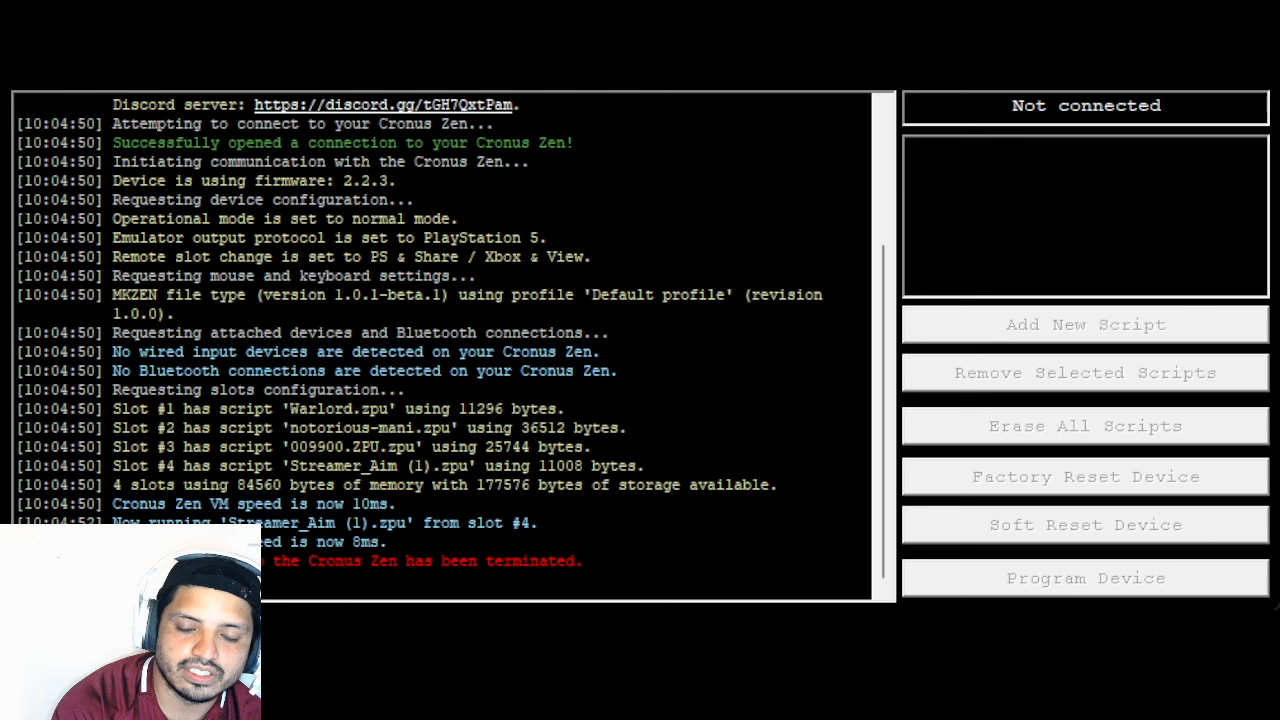 Discord server: https://discord.gg/tGH7QxtPam.
[10:04:50] Attempting to connect to your Cronus Zen...
[10:04:50] Successfully opened a connection to your Cronus Zen!
[10:04:50] Initiating communication with the Cronus Zen...
[10:04:50] Device is using firmware: 2.2.3.
[10:04:50] Requesting device configuration...
[10:04:50] Operational mode is set to normal mode.
[10:04:50] Emulator output protocol is set to PlayStation 5.
[10:04:50] Remote slot change is set to PS & Share / Xbox & View.
[10:04:50] Requesting mouse and keyboard settings...
[10:04:50] MKZEN file type (version 1.0.1-beta.1) using profile 'Default profile' (revision
1.0.0).
[10:04:50] Requesting attached devices and Bluetooth connections...
[10:04:50] No wired input devices are detected on your Cronus Zen.
[10:04:50] No Bluetooth connections are detected on your Cronus Zen.
[10:04:50] Requesting slots configuration...
[10:04:50] Slot #1 has script 'Warlord.zpu' using 11296 bytes.
[10:04:50] Slot #2 has script 'notorious-mani.zpu' using 36512 bytes.
[10:04:50] Slot #3 has script '009900.ZPU.zpu' using 25744 bytes.
[10:04:50] Slot #4 has script 'Streamer_Aim (1).zpu' using 11008 bytes.
[10:04:50] 4 slots using 84560 bytes of memory with 177576 bytes of storage available.
[10:04:50] Cronus Zen VM speed is now 10ms.
[10:04:52] Now running 'Streamer_Aim (1).zpu' from slot #4.
is now 8ms.
the Cronus Zen has been terminated.
Not connected
Add New Script
Remove Selected Scripts
Erase All Scripts
Factory Reset Device
Soft Reset Device
Program Device